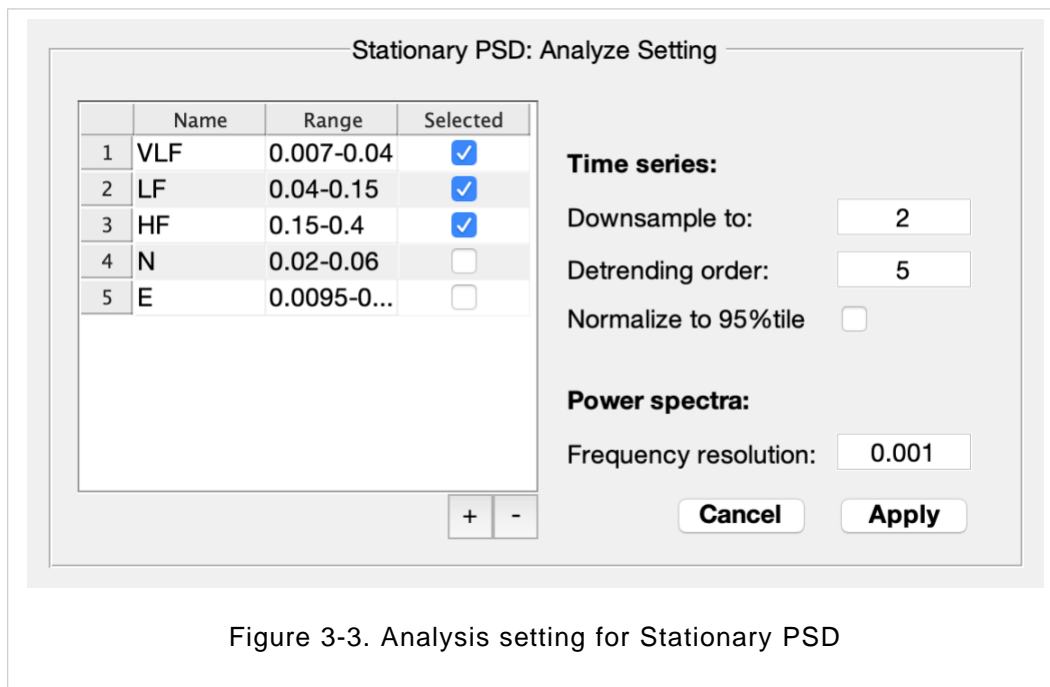 Stationary PSD: Analyze Setting
Name Range Selected
1 VLF 0.007-0.04
2 LF 0.04-0.15
3 HF 0.15-0.4
4 N 0.02-0.06
5 E 0.0095-0...
+ -
Time series:
Downsample to: 2
Detrending order: 5
Normalize to 95%tile
Power spectra:
Frequency resolution: 0.001
Cancel Apply
Figure 3-3. Analysis setting for Stationary PSD